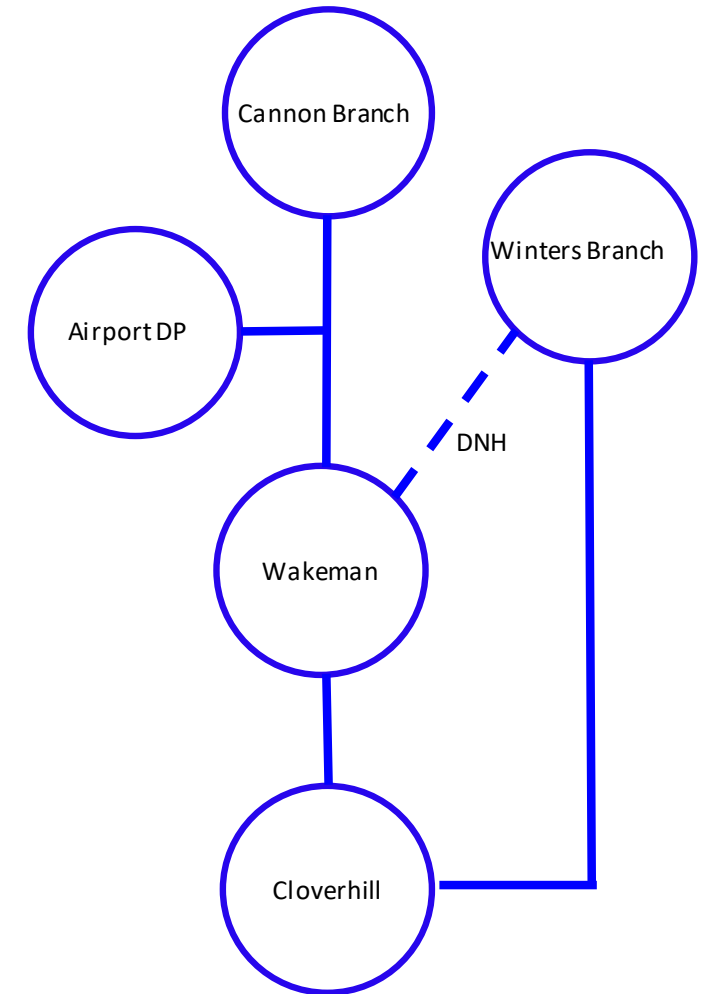 Cannon Branch
Winters Branch
Airport DP
DNH
Wakeman
Cloverhill